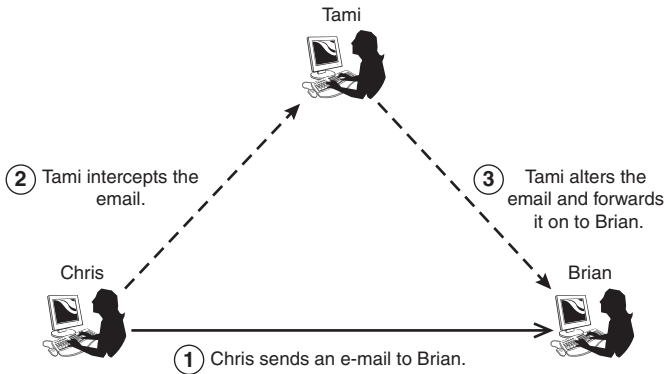 Tami
2 Tami intercepts the
email.
3 Tami alters the
email and forwards
it on to Brian.
Chris
Brian
1 Chris sends an e-mail to Brian.